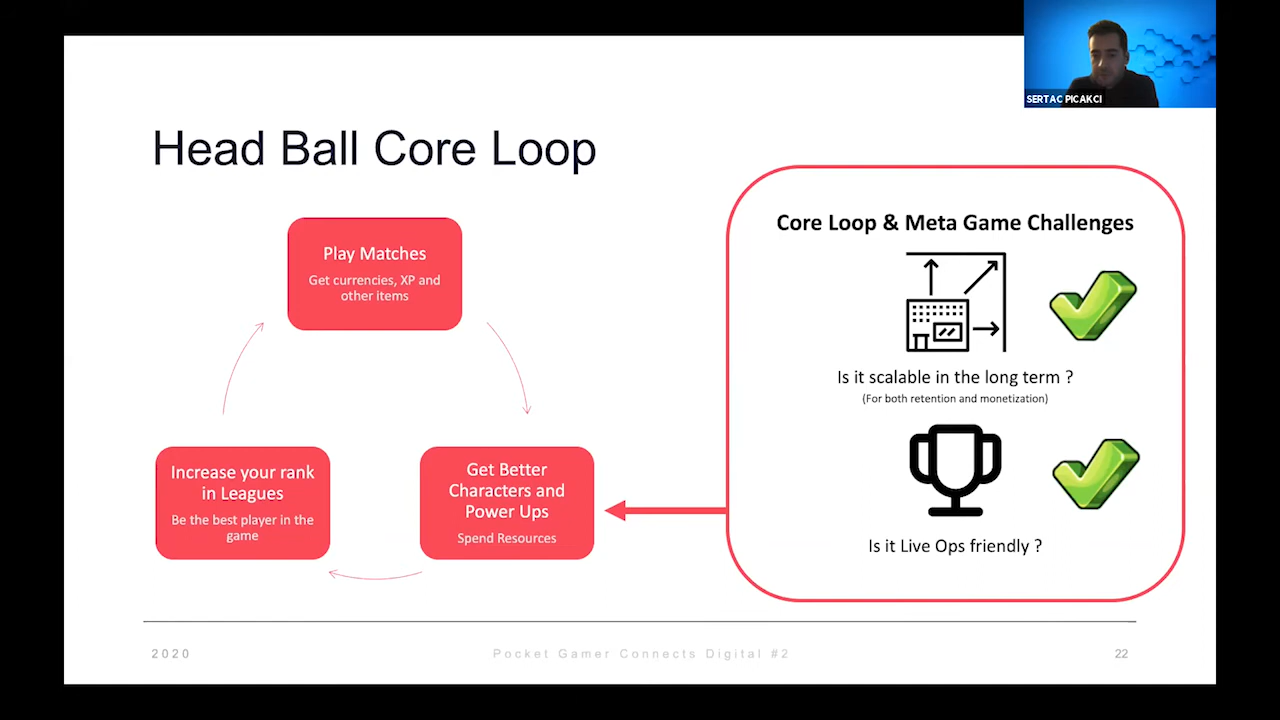 SERTAC PICAKCI
Head Ball Core Loop
Play Matches
Get currencies, XP and
other items
Increase your rank
in Leagues
Be the best player in the
game
Get Better
Characters and
Power Ups
Spend Resources
Core Loop & Meta Game Challenges
Is it scalable in the long term ?
(For both retention and monetization)
Is it Live Ops friendly ?
2020
Pocket Gamer Connects Digital #2
22